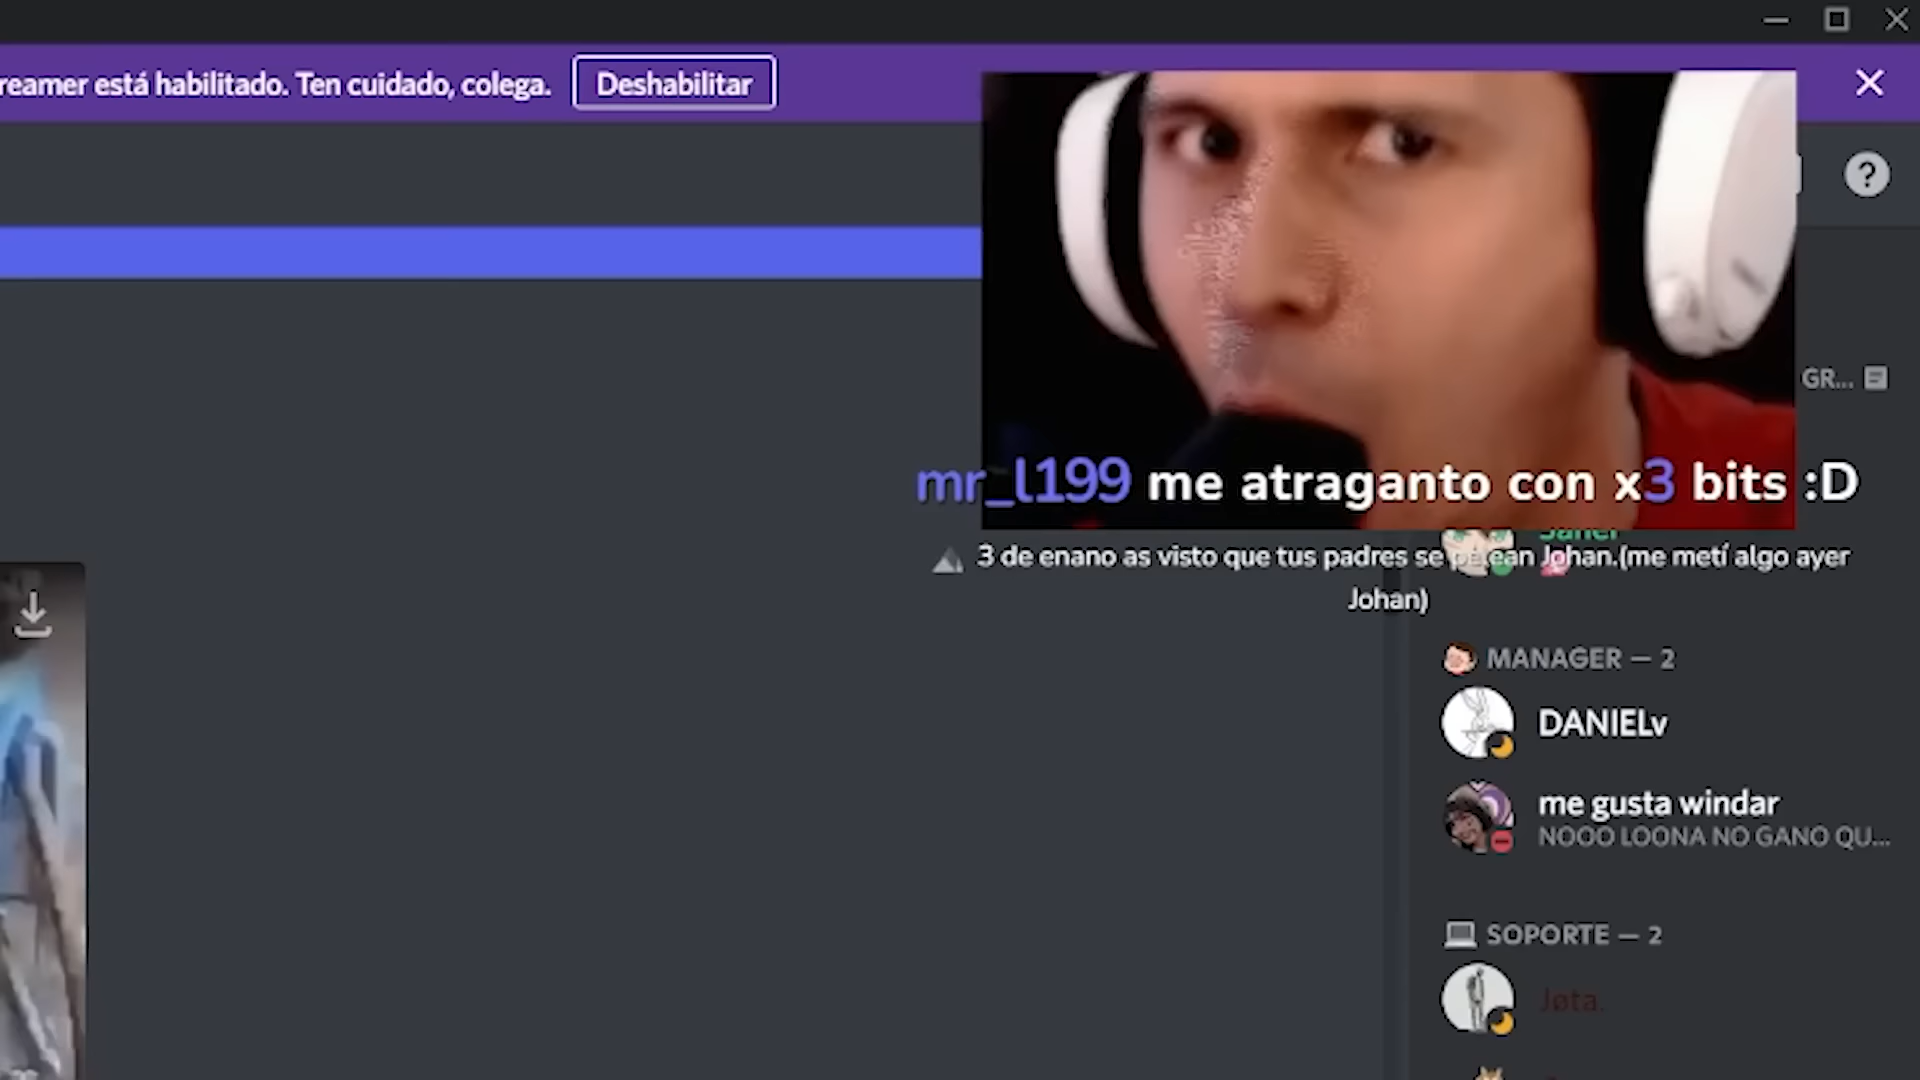 reamer está habilitado. Ten cuidado, colega.
Deshabilitar
GR...
mr_l199 me atraganto con x3 bits :D
3 de enano as visto que tus padres se pelean Johan.(me metí algo ayer
Johan)
MANAGER — 2
DANIELv
me gusta windar
NOOO LOONA NO GANO QU...
SOPORTE — 2
Jøta.